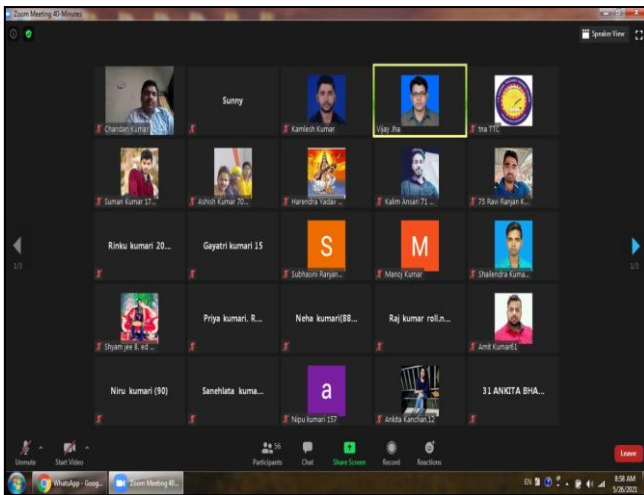 Zoom Meeting 40-Minutes
Speaker View
Chandan Kumar
Sunny
Kamlesh Kumar
Vijay Jha
tna TTC
Suman Kumar 17...
Ashish Kumar 70...
Harendra Yadav ...
Kalim Ansari 71 ...
75 Ravi Ranjan K...
Rinku kumari 20...
Gayatri kumari 15
S
Subhasini Ranjan...
M
Manoj Kumar
Shailendra Kuma...
1/3
1/3
Shyam jee B. ed ...
Priya kumari. R...
Neha kumari(88...
Raj kumar roll.n...
Amit Kumar61
Niru kumari (90)
Sanehlata kuma...
a
Nipu kumari 157
Ankita Kanchan,12
31 ANKITA BHA...
Unmute
Start Video
56
Participants
Chat
Share Screen
Record
Reactions
Leave
WhatsApp - Goog...
Zoom Meeting 40...
EN
8:58 AM
5/26/2021